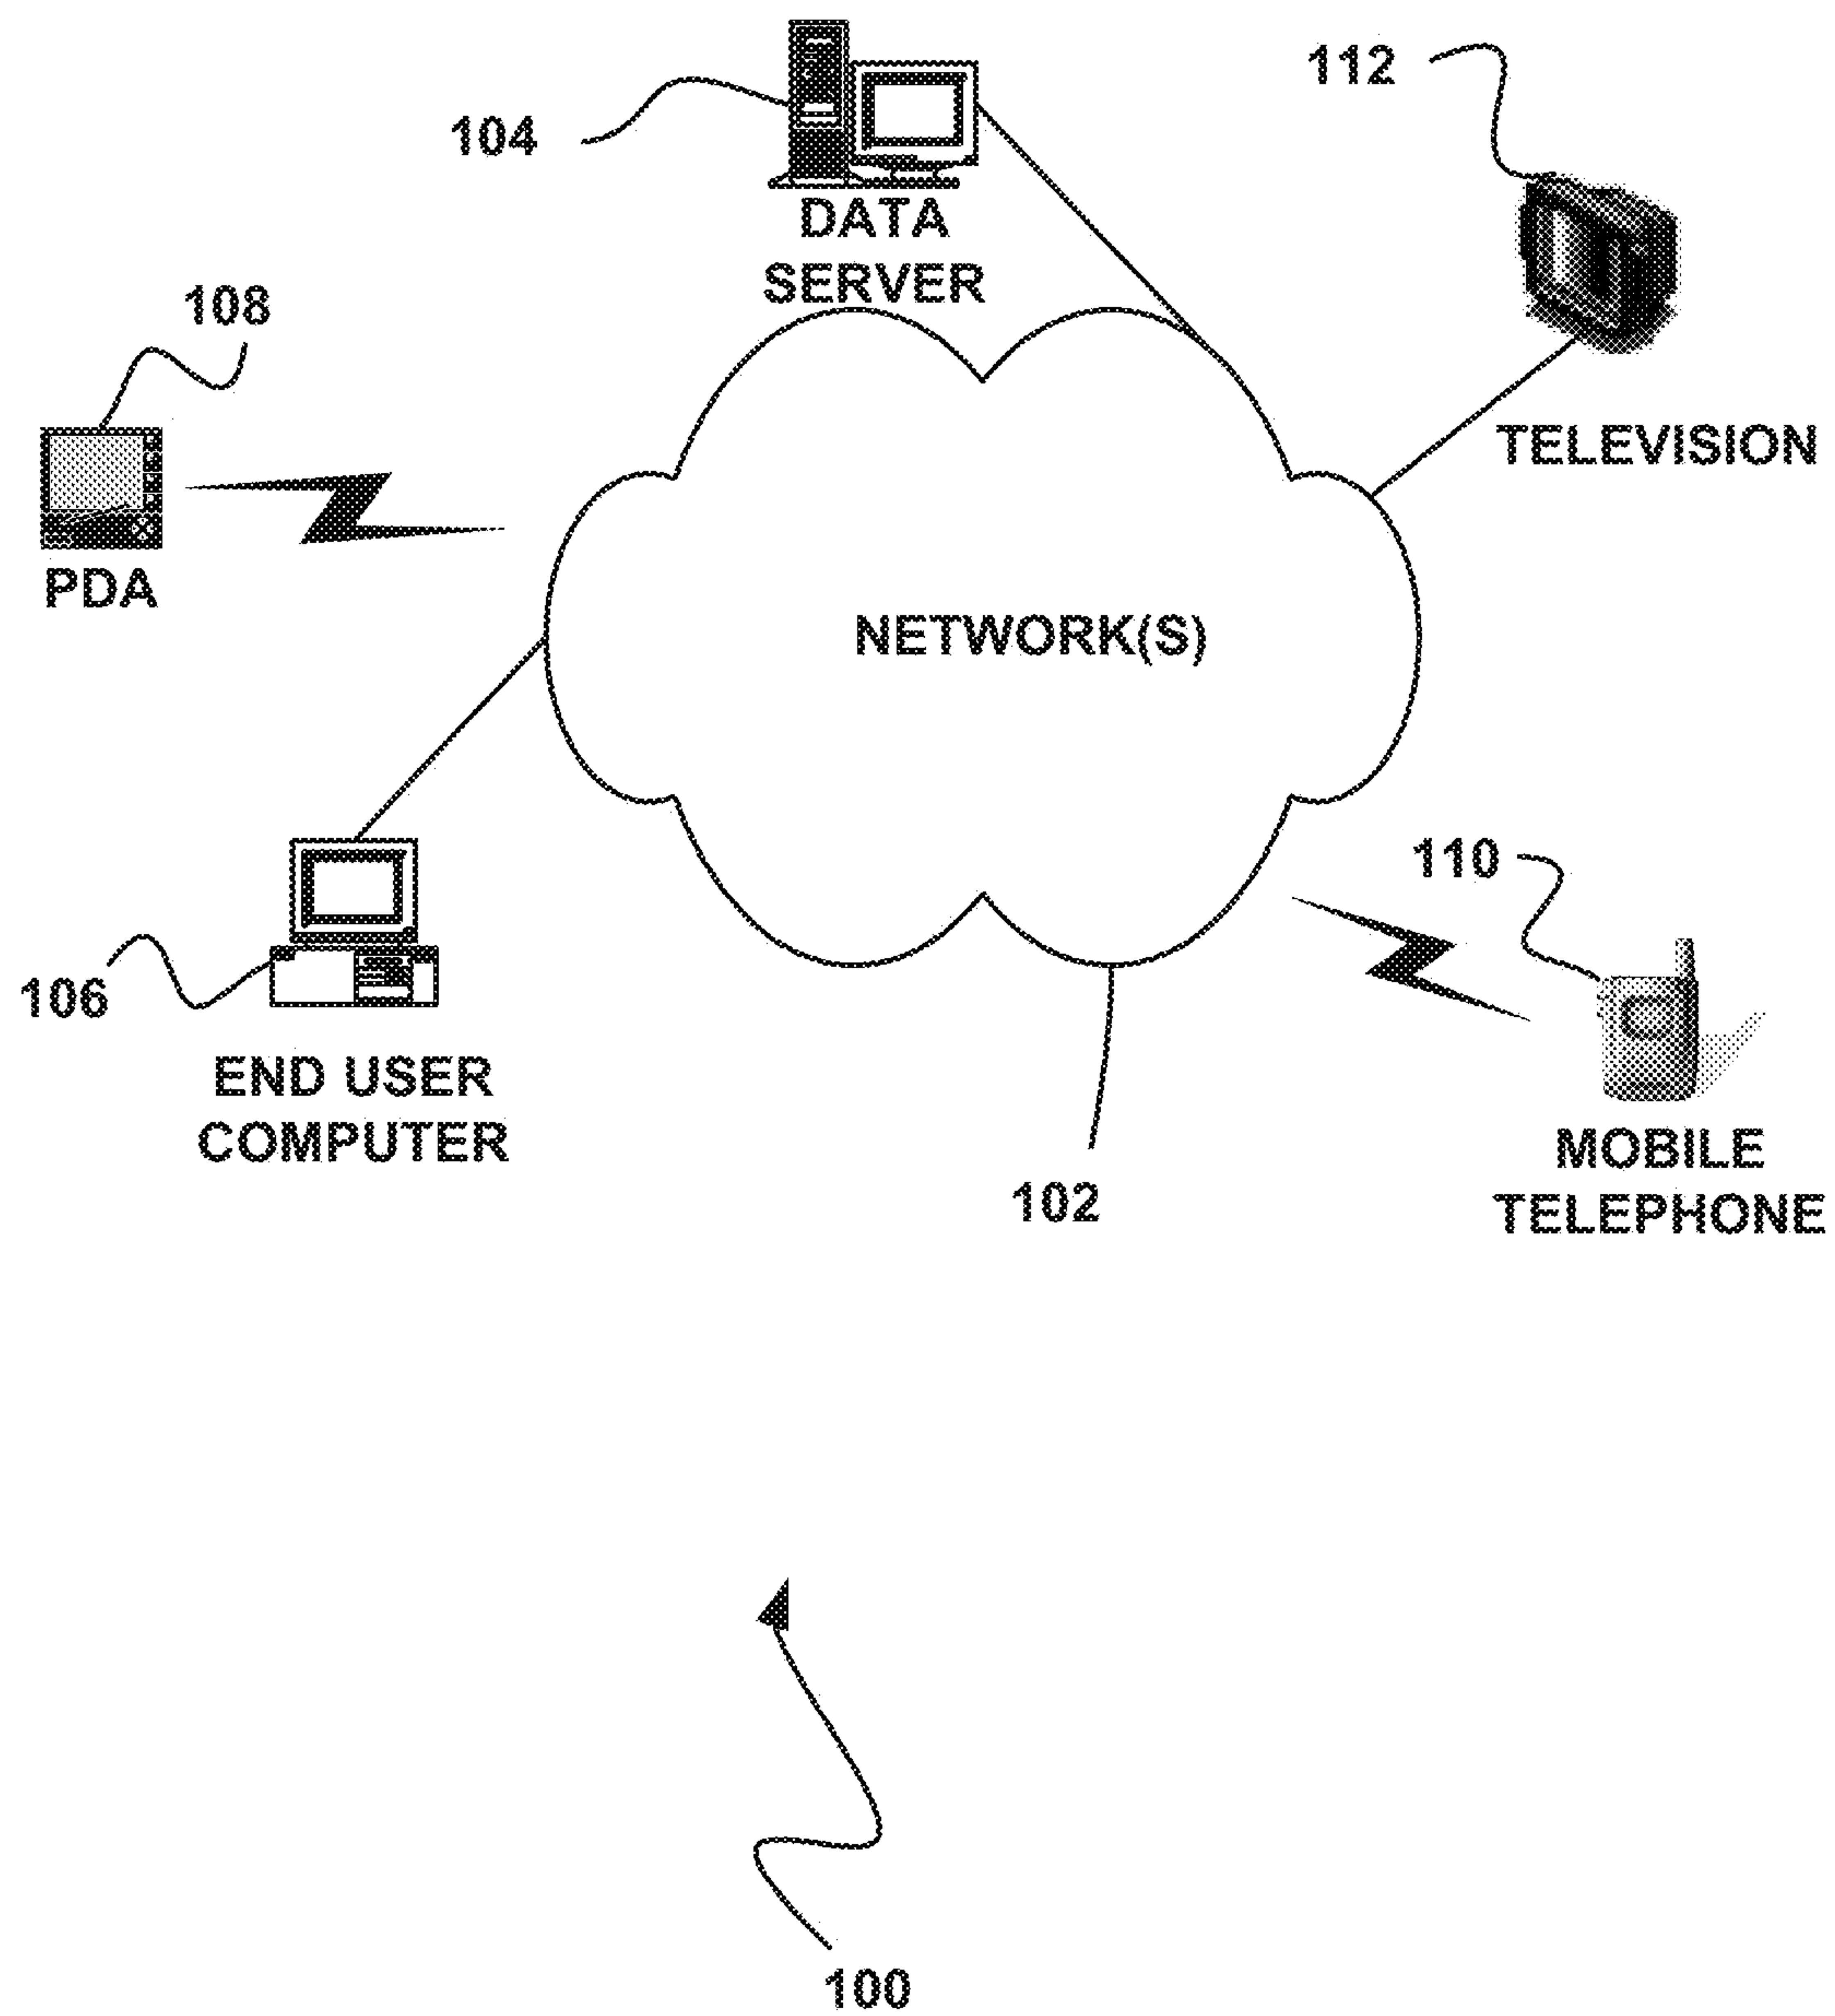 112
104
DATA
SERVER
108
TELEVISION
PDA
NETWORK(S)
110
106
END USER
COMPUTER
MOBILE
TELEPHONE
102
100